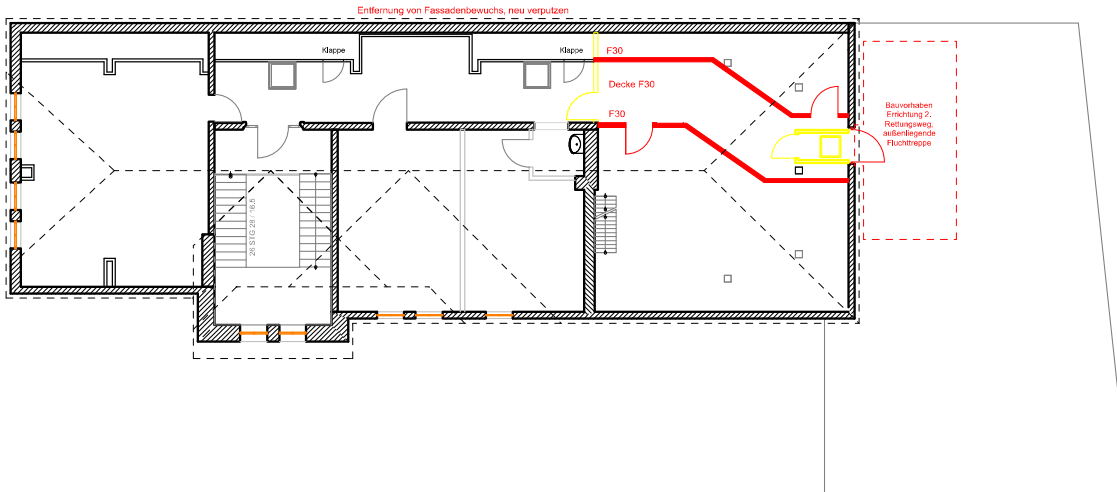 Entfernung von Fassadenbewuchs, neu verputzen
Klappe
Klappe
F30
Decke F30
F30
Bauvorhaben
Errichtung 2.
Rettungsweg,
außenliegende
Fluchttreppe
26 STG 28 / 16,5